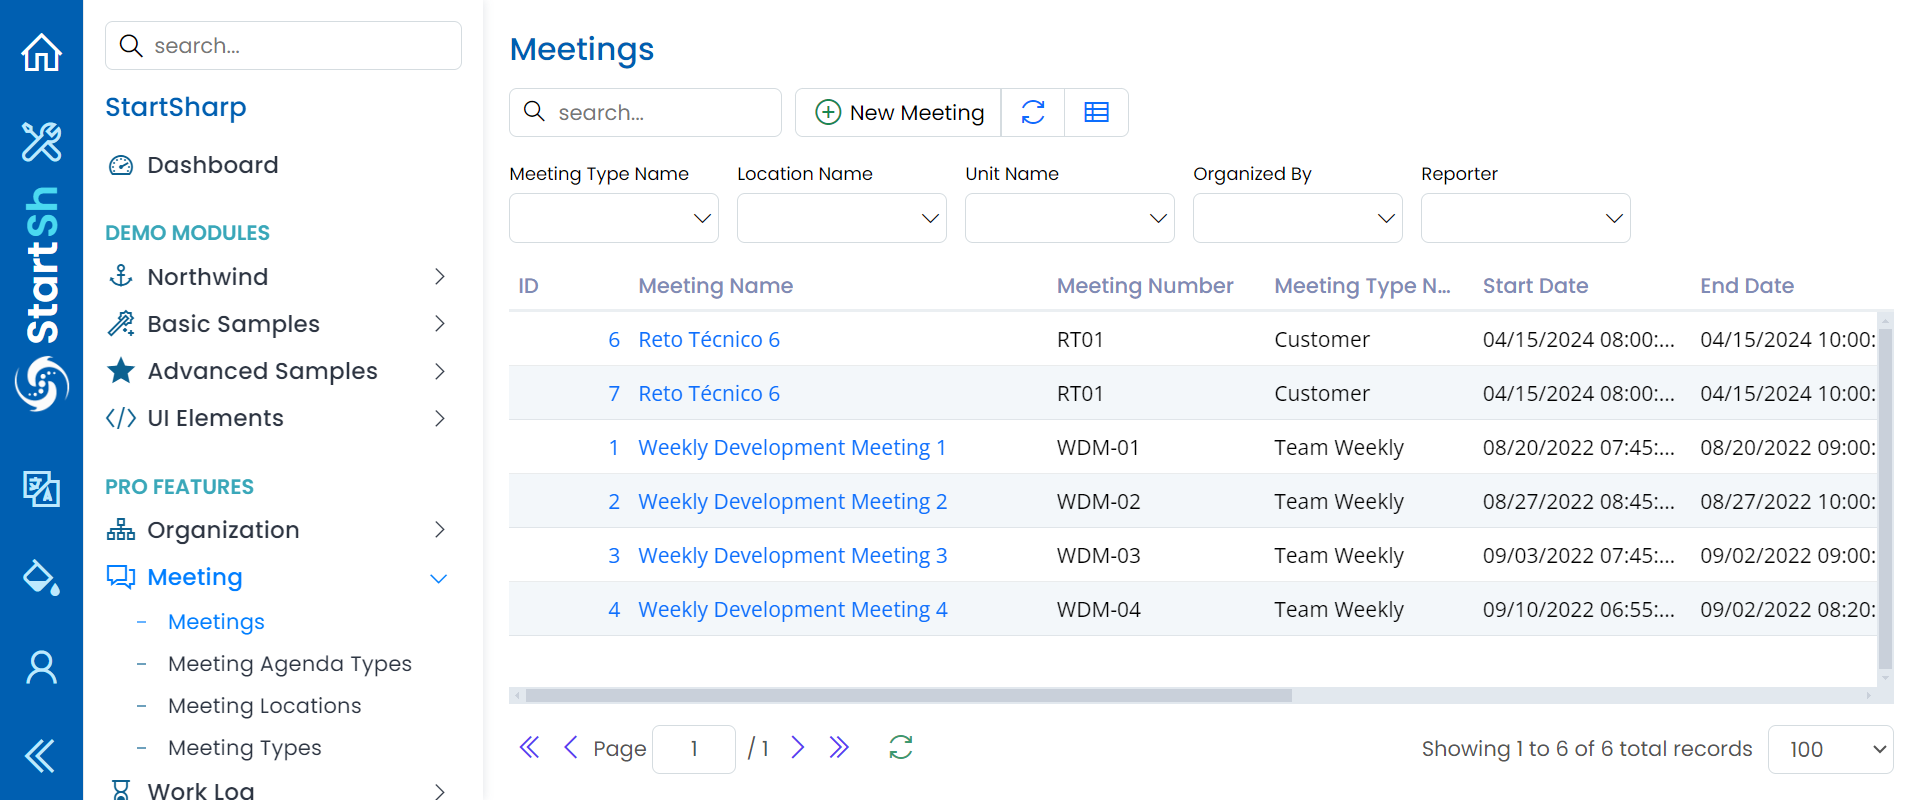 StartSh
search...
StartSharp
Dashboard
DEMO MODULES
Northwind
Basic Samples
Advanced Samples
UI Elements
PRO FEATURES
Organization
Meeting
- Meetings
- Meeting Agenda Types
- Meeting Locations
- Meeting Types
Work Log
Meetings
search...
New Meeting
Meeting Type Name Location Name Unit Name Organized By Reporter
ID Meeting Name Meeting Number Meeting Type N... Start Date End Date
6 Reto Técnico 6 RT01 Customer 04/15/2024 08:00:... 04/15/2024 10:00:
7 Reto Técnico 6 RT01 Customer 04/15/2024 08:00:... 04/15/2024 10:00:
1 Weekly Development Meeting 1 WDM-01 Team Weekly 08/20/2022 07:45:... 08/20/2022 09:00:
2 Weekly Development Meeting 2 WDM-02 Team Weekly 08/27/2022 08:45:... 08/27/2022 10:00:
3 Weekly Development Meeting 3 WDM-03 Team Weekly 09/03/2022 07:45:... 09/02/2022 09:00:
4 Weekly Development Meeting 4 WDM-04 Team Weekly 09/10/2022 06:55:... 09/02/2022 08:20:
Page 1 / 1 Showing 1 to 6 of 6 total records 100